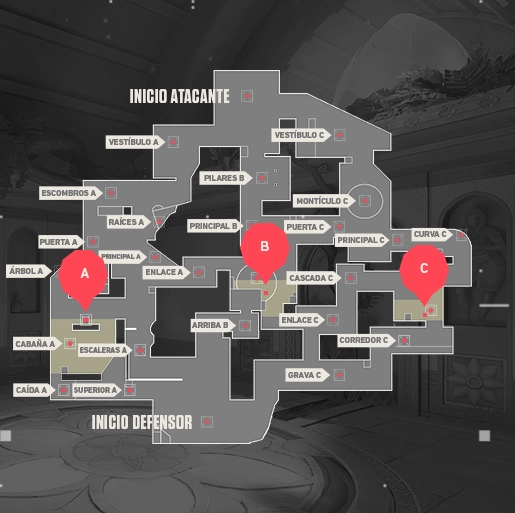 INICIO ATACANTE
VESTÍBULO A
VESTÍBULO C
PILARES B
ESCOMBROS A
MONTÍCULO C
RAÍCES A
PRINCIPAL B
PUERTA C
PUERTA A
PRINCIPAL C
CURVA C
PRINCIPAL A
B
ÁRBOL A
A
ENLACE A
CASCADA C
C
ARRIBA B
ENLACE C
CABAÑA A
ESCALERAS A
CORREDOR C
GRAVA C
CAÍDA A
SUPERIOR A
INICIO DEFENSOR